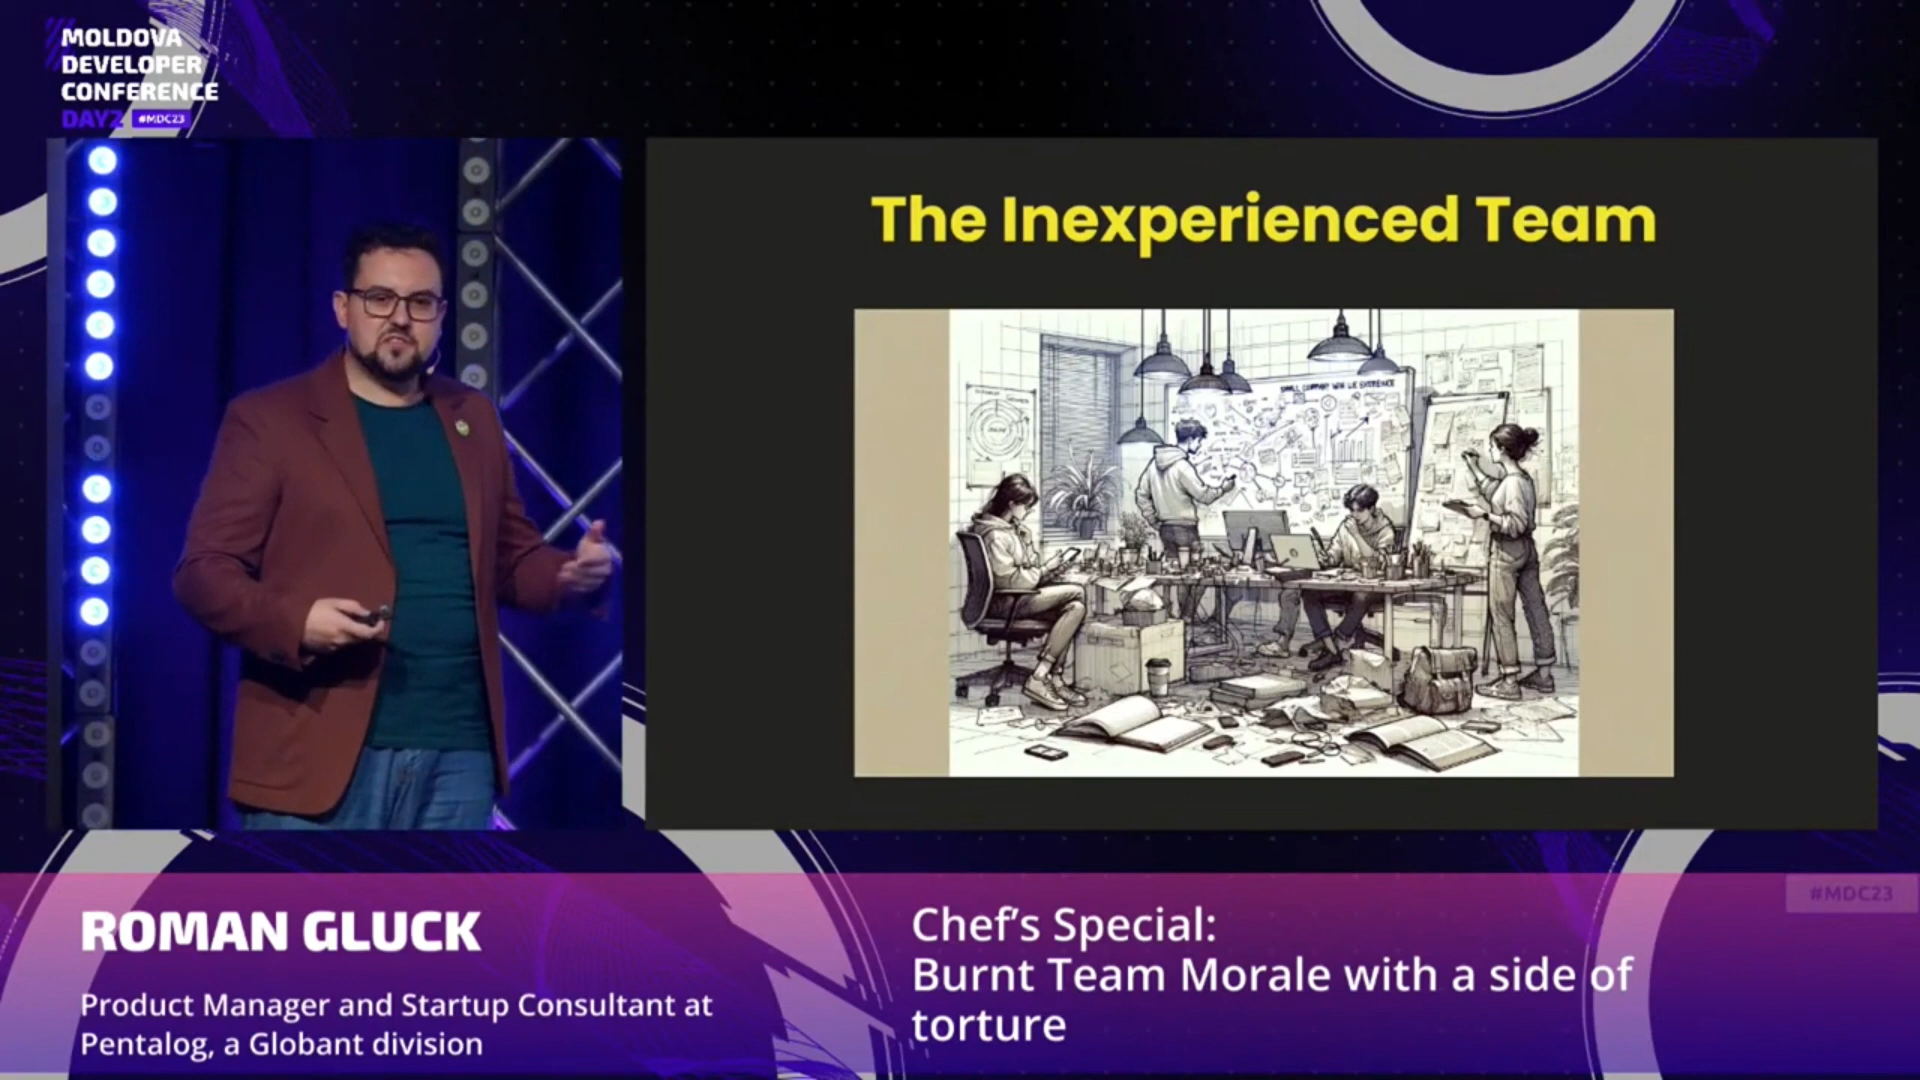 MOLDOVA
DEVELOPER
CONFERENCE
DAY2 #MDC23
The Inexperienced Team
ROMAN GLUCK
Product Manager and Startup Consultant at
Pentalog, a Globant division
Chef's Special:
Burnt Team Morale with a side of
torture
#MDC23